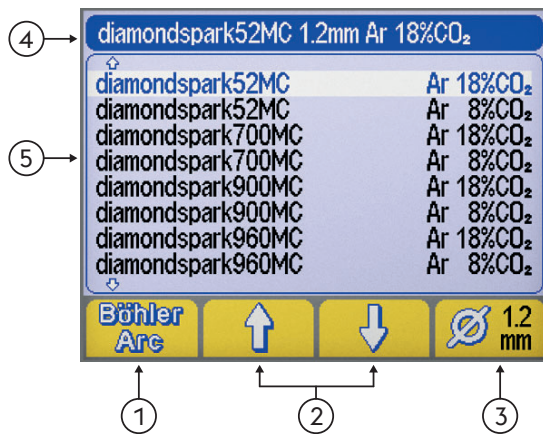 4
diamondspark52MC 1.2mm Ar 18%CO₂
5
diamondspark52MC Ar 18%CO₂
diamondspark52MC Ar 8%CO₂
diamondspark700MC Ar 18%CO₂
diamondspark700MC Ar 8%CO₂
diamondspark900MC Ar 18%CO₂
diamondspark900MC Ar 8%CO₂
diamondspark960MC Ar 18%CO₂
diamondspark960MC Ar 8%CO₂
Böhler
Arc
1.2
mm
1
2
3